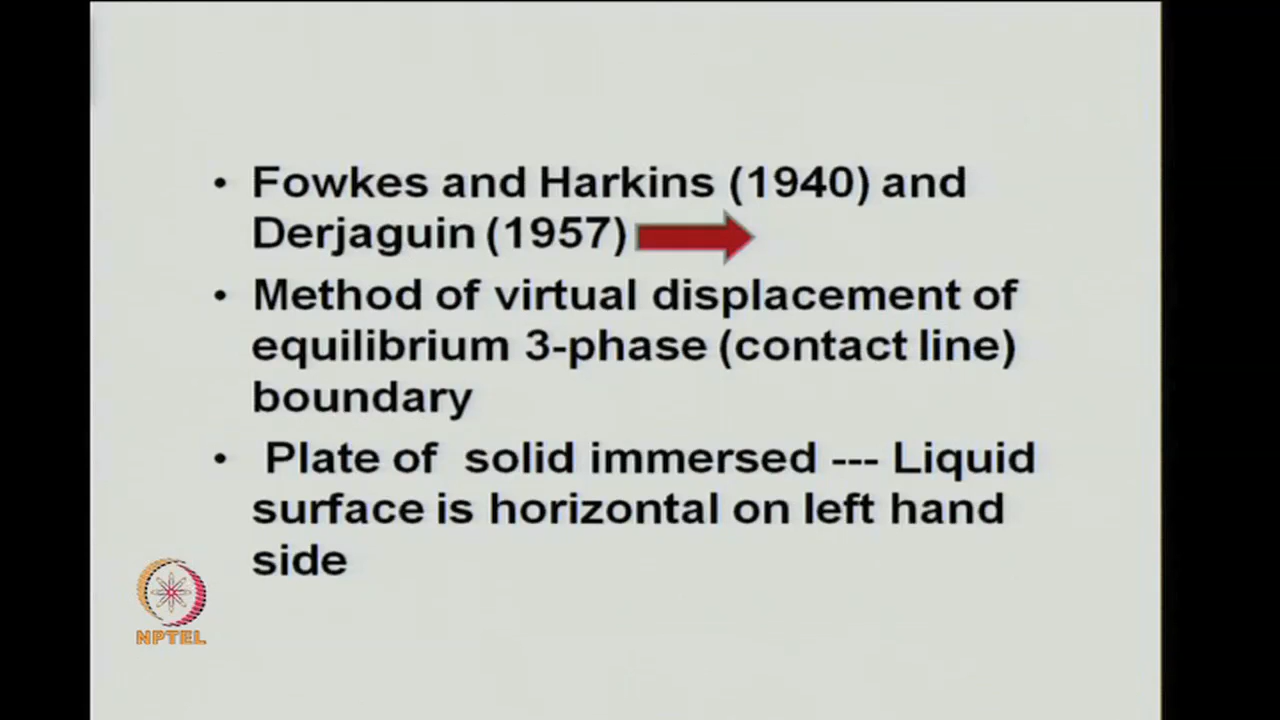 • Fowkes and Harkins (1940) and
Derjaguin (1957)
• Method of virtual displacement of
equilibrium 3-phase (contact line)
boundary
• Plate of solid immersed --- Liquid
surface is horizontal on left hand
side
NPTEL